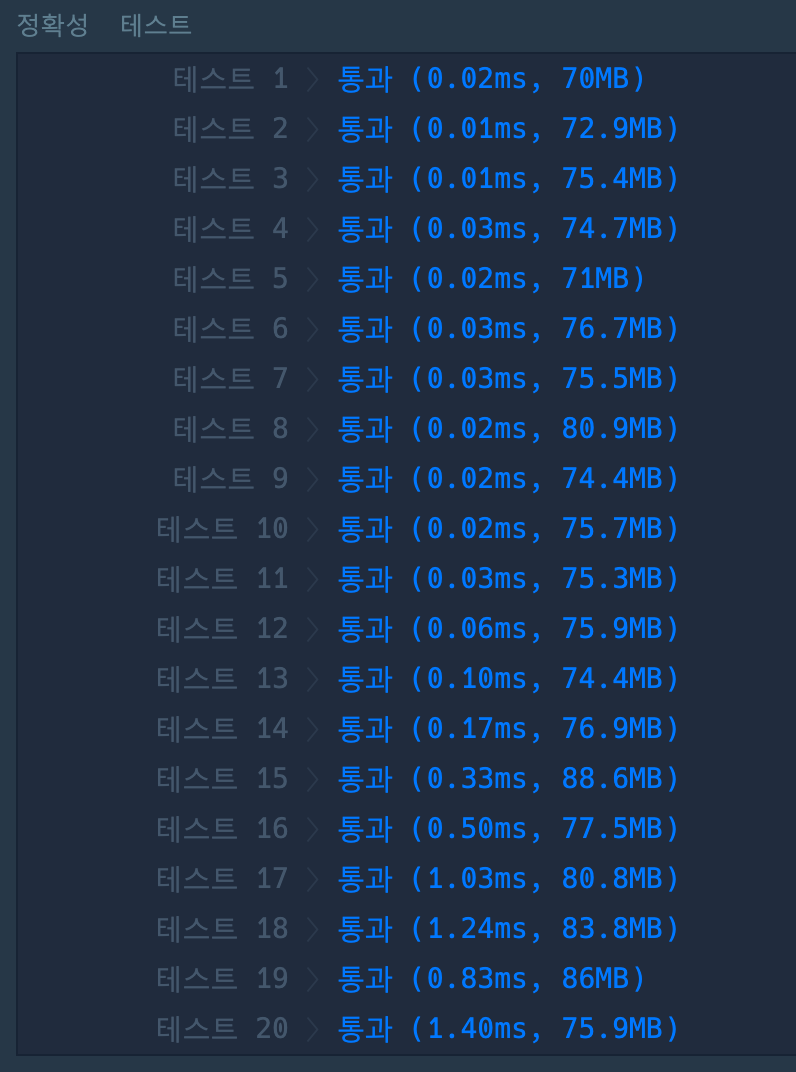 정확성 테스트
테스트 1 〉 통과 (0.02ms, 70MB)
테스트 2 〉 통과 (0.01ms, 72.9MB)
테스트 3 〉 통과 (0.01ms, 75.4MB)
테스트 4 〉 통과 (0.03ms, 74.7MB)
테스트 5 〉 통과 (0.02ms, 71MB)
테스트 6 〉 통과 (0.03ms, 76.7MB)
테스트 7 〉 통과 (0.03ms, 75.5MB)
테스트 8 〉 통과 (0.02ms, 80.9MB)
테스트 9 〉 통과 (0.02ms, 74.4MB)
테스트 10 〉 통과 (0.02ms, 75.7MB)
테스트 11 〉 통과 (0.03ms, 75.3MB)
테스트 12 〉 통과 (0.06ms, 75.9MB)
테스트 13 〉 통과 (0.10ms, 74.4MB)
테스트 14 〉 통과 (0.17ms, 76.9MB)
테스트 15 〉 통과 (0.33ms, 88.6MB)
테스트 16 〉 통과 (0.50ms, 77.5MB)
테스트 17 〉 통과 (1.03ms, 80.8MB)
테스트 18 〉 통과 (1.24ms, 83.8MB)
테스트 19 〉 통과 (0.83ms, 86MB)
테스트 20 〉 통과 (1.40ms, 75.9MB)